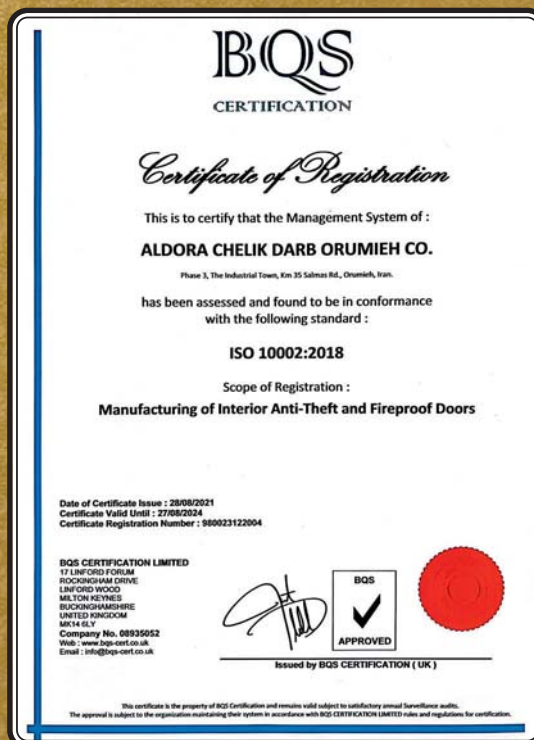 BQS
CERTIFICATION
Certificate of Registration
This is to certify that the Management System of :
ALDORA CHELIK DARB ORUMIEH CO.
Phase 3, The Industrial Town, Km 35 Salmas Rd., Orumieh, Iran.
has been assessed and found to be in conformance
with the following standard :
ISO 10002:2018
Scope of Registration :
Manufacturing of Interior Anti-Theft and Fireproof Doors
Date of Certificate Issue : 28/08/2021
Certificate Valid Until : 27/08/2024
Certificate Registration Number : 980023122004
BQS CERTIFICATION LIMITED
17 LINFORD FORUM
ROCKINGHAM DRIVE
LINFORD WOOD
MILTON KEYNES
BUCKINGHAMSHIRE
UNITED KINGDOM
MK14 6LY
Company No. 08935052
Web : www.bqs-cert.co.uk
Email : info@bqs-cert.co.uk
BQS
APPROVED
Issued by BQS CERTIFICATION ( UK )
This certificate is the property of BQS Certification and remains valid subject to satisfactory annual Surveillance audits.
The approval is subject to the organization maintaining their system in accordance with BQS CERTIFICATION LIMITED rules and regulations for certification.